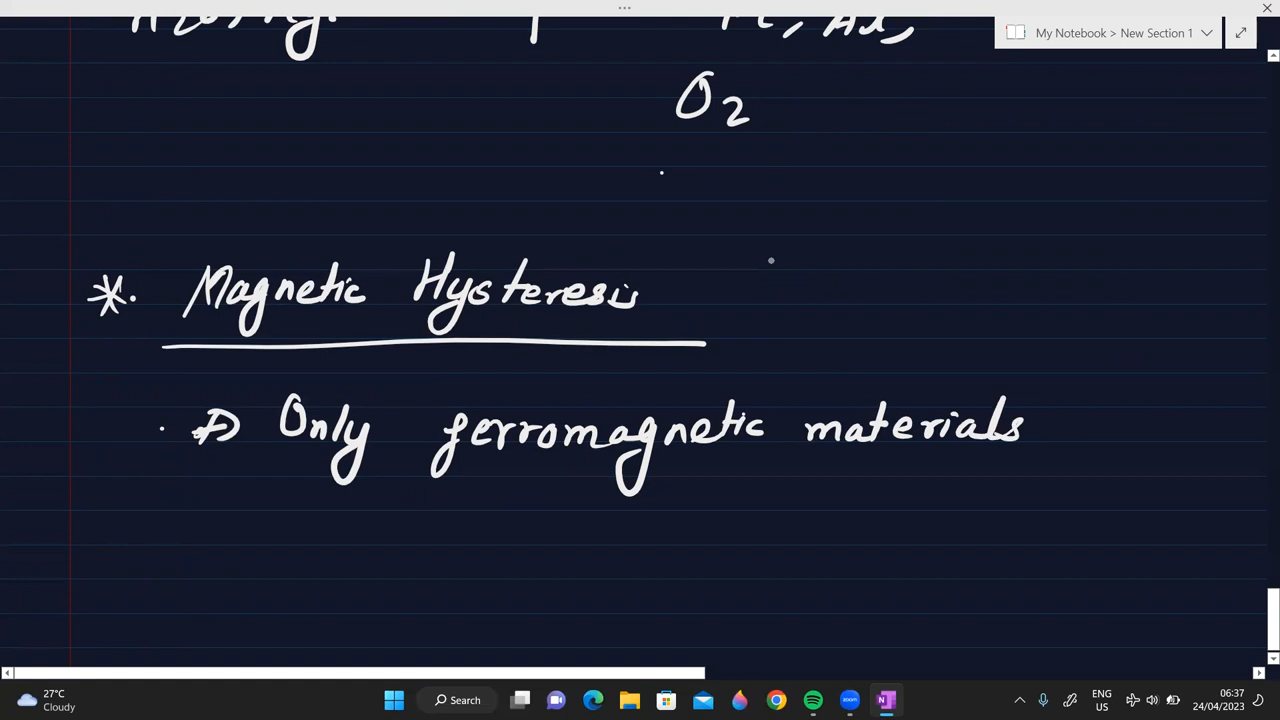 My Notebook > New Section 1
O2
*. Magnetic Hysteresis
Only ferromagnetic materials
27°C
Cloudy
Search
zoom
N
ENG
US
06:37
24/04/2023